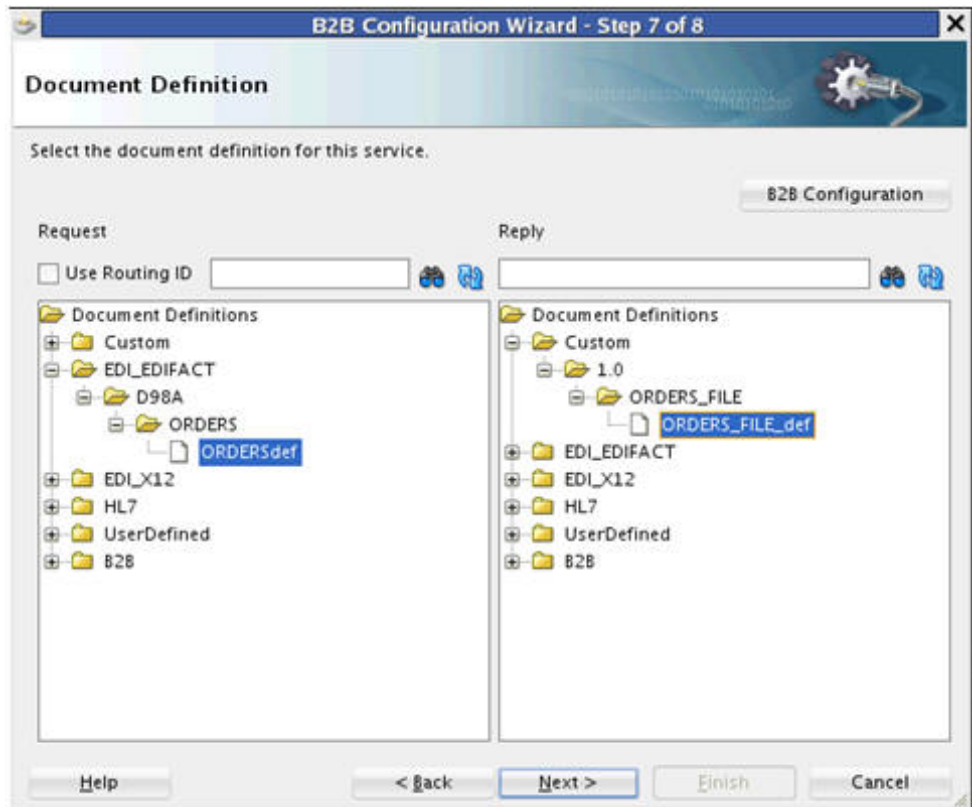 B2B Configuration Wizard - Step 7 of 8
Document Definition
Select the document definition for this service.
B2B Configuration
Request
Reply
Use Routing ID
Document Definitions
Custom
EDI_EDIFACT
D98A
ORDERS
ORDERSdef
EDI_X12
HL7
UserDefined
B2B
Document Definitions
Custom
1.0
ORDERS_FILE
ORDERS_FILE_def
EDI_EDIFACT
EDI_X12
HL7
UserDefined
B2B
Help
< Back
Next >
Finish
Cancel